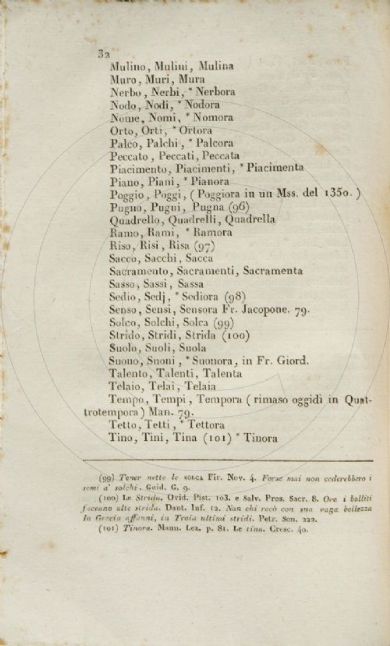 32
Mulino, Mulini, Mulina
Muro, Muri, Mura
Nerbo, Nerbi, * Nerbora
Nodo, Nodi, * Nodora
Nome, Nomi, * Nomora
Orto, Orti, * Ortora
Palco, Palchi, * Palcora
Peccato, Peccati, Peccata
Piacimento, Piacimenti, * Piacimenta
Piano, Piani, * Pianora
Poggio, Poggi, (Poggiora in un Mss. del 1350.)
Pugno, Pugni, Pugna (96)
Quadrello, Quadrelli, Quadrella
Ramo, Rami, * Ramora
Riso, Risi, Risa (97)
Sacco, Sacchi, Sacca
Sacramento, Sacramenti, Sacramenta
Sasso, Sassi, Sassa
Sedio, Sedj, * Sediora (98)
Senso, Sensi, Sensora Fr. Jacopone. 79.
Solco, Solchi, Solca (99)
Strido, Stridi, Strida (100)
Suolo, Suoli, Suola
Suono, Suoni, * Suonora, in Fr. Giord.
Talento, Talenti, Talenta
Telaio, Telai, Telaia
Tempo, Tempi, Tempora (rimaso oggidì in Quat-
trotempora) Man. 79.
Tetto, Tetti, * Tettora
Tino, Tini, Tina (101) * Tinora
(99) Tener nette le SOLCA Fir. Nov. 4. Forse mai non cederebbero i
semi a' solchi. Guid. G. 9.
(100) Le Strida. Ovid. Pist. 103. e Salv. Pros. Sacr. 8. Ove i bolliti
faceano alte strida. Dant. Inf. 12. Non chi recò con sua vaga bellezza
In Grecia affanni, in Troia ultimi stridi. Petr. Son. 222.
(101) Tinora. Mann. Lez. p. 81. Le tina. Cresc. 40.